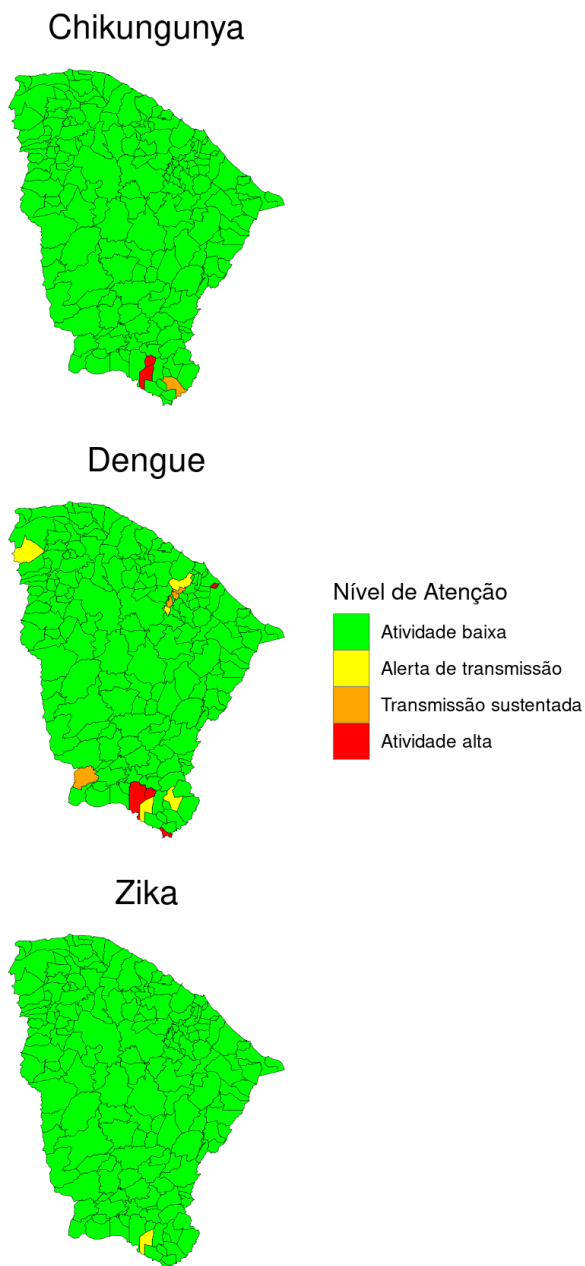 Chikungunya
Dengue
Nível de Atenção
Atividade baixa
Alerta de transmissão
Transmissão sustentada
Atividade alta
Zika